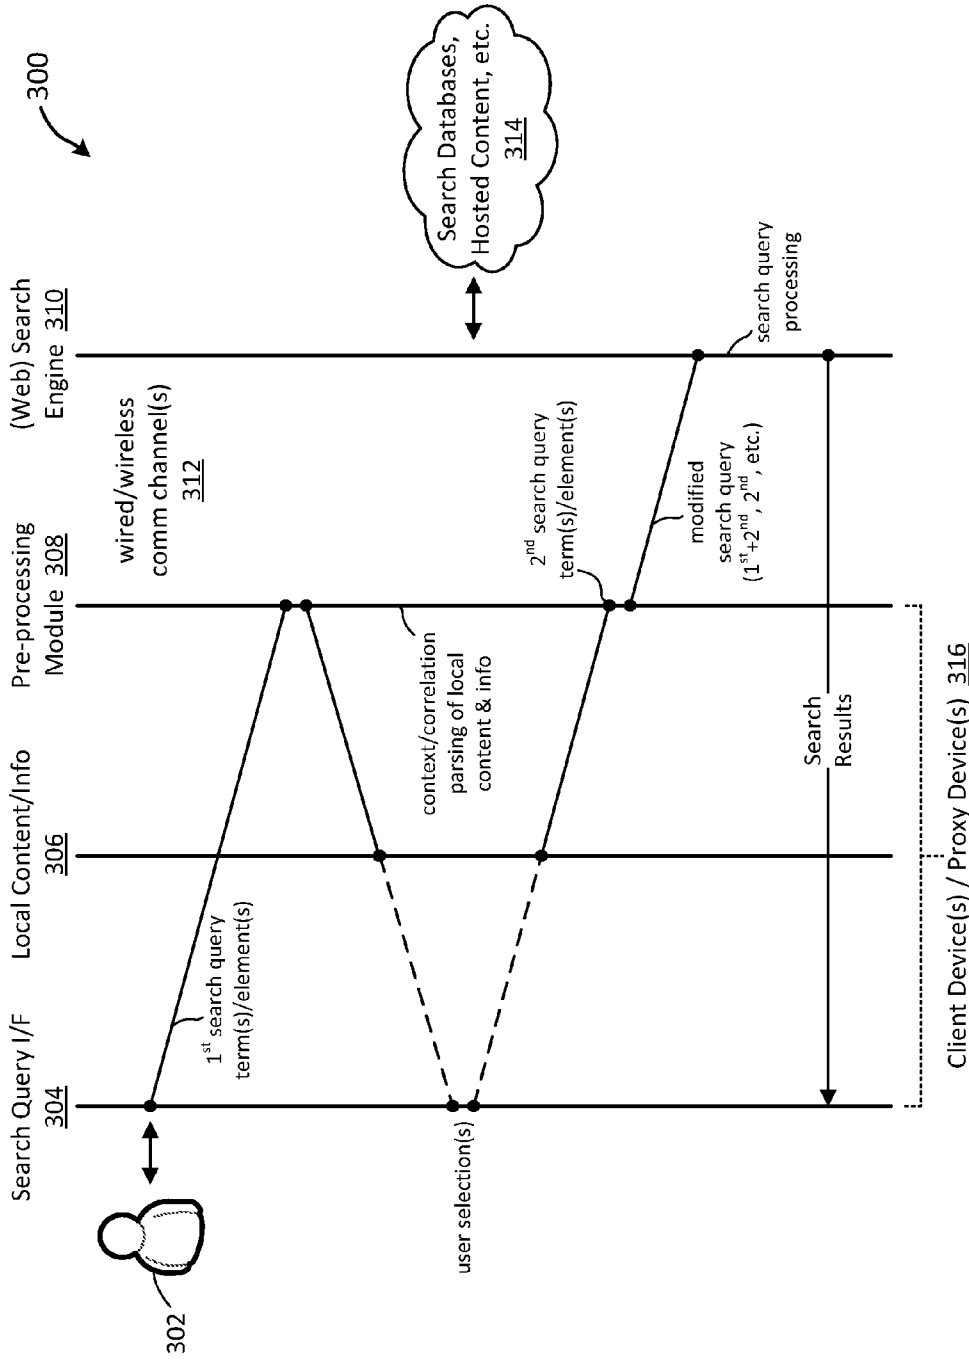 300
Search Query I/F
304
Local Content/Info
306
Pre-processing
Module 308
(Web) Search
Engine 310
302
wired/wireless
comm channel(s)
312
Search Databases,
Hosted Content, etc.
314
1st search query
term(s)/element(s)
context/correlation
parsing of local
content & info
user selection(s)
2nd search query
term(s)/element(s)
modified
search query
(1st+2nd, 2nd, etc.)
search query
processing
Search
Results
Client Device(s) / Proxy Device(s) 316